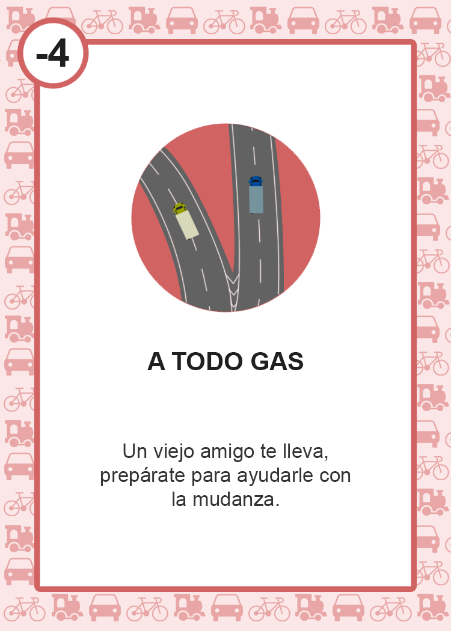 -4
A TODO GAS
Un viejo amigo te lleva,
prepárate para ayudarle con
la mudanza.